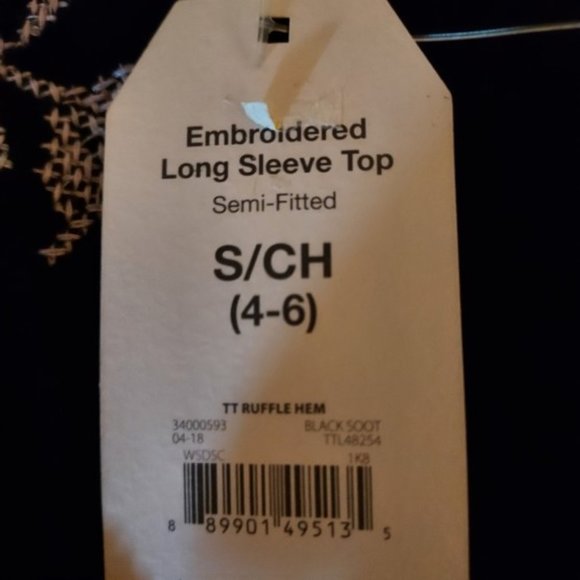 Embroidered
Long Sleeve Top
Semi-Fitted
S/CH
(4-6)
TT RUFFLE HEM
34000593 BLACK SOOT
04-18 TTL48254
WSDSC 1KB
8 89901 49513 5